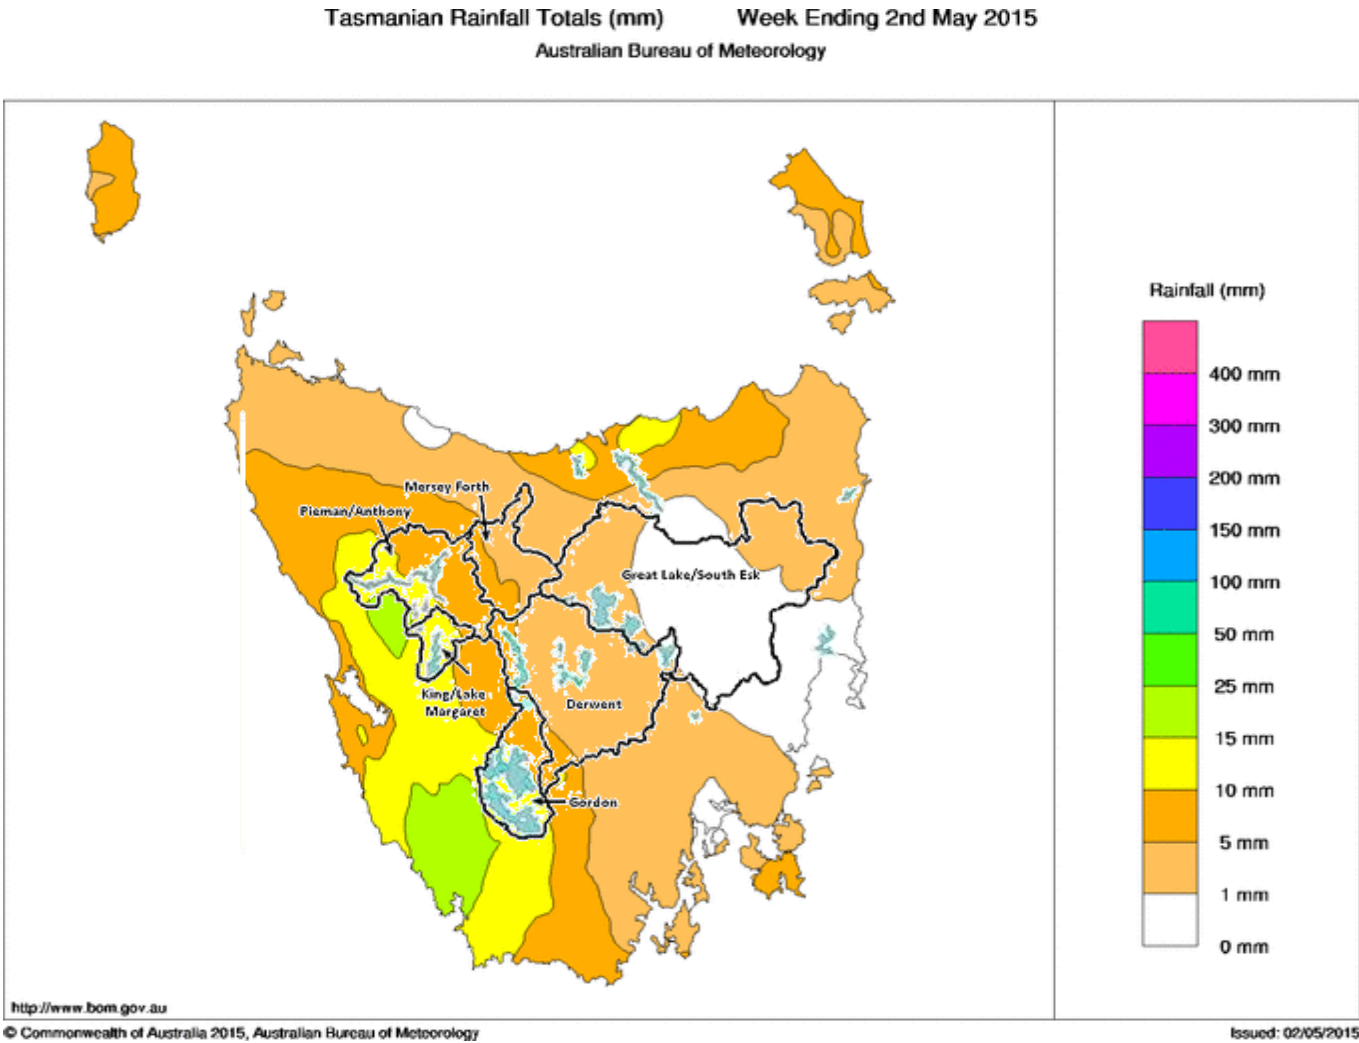 Tasmanian Rainfall Totals (mm) Week Ending 2nd May 2015
Australian Bureau of Meteorology
Rainfall (mm)
400 mm
300 mm
200 mm
150 mm
100 mm
50 mm
25 mm
15 mm
10 mm
5 mm
1 mm
0 mm
Mersey Forth
Pieman/Anthony
Great Lake/South Esk
King/Lake
Margaret
Derwent
Gordon
http://www.bom.gov.au
© Commonwealth of Australia 2015, Australian Bureau of Meteorology
Issued: 02/05/2015